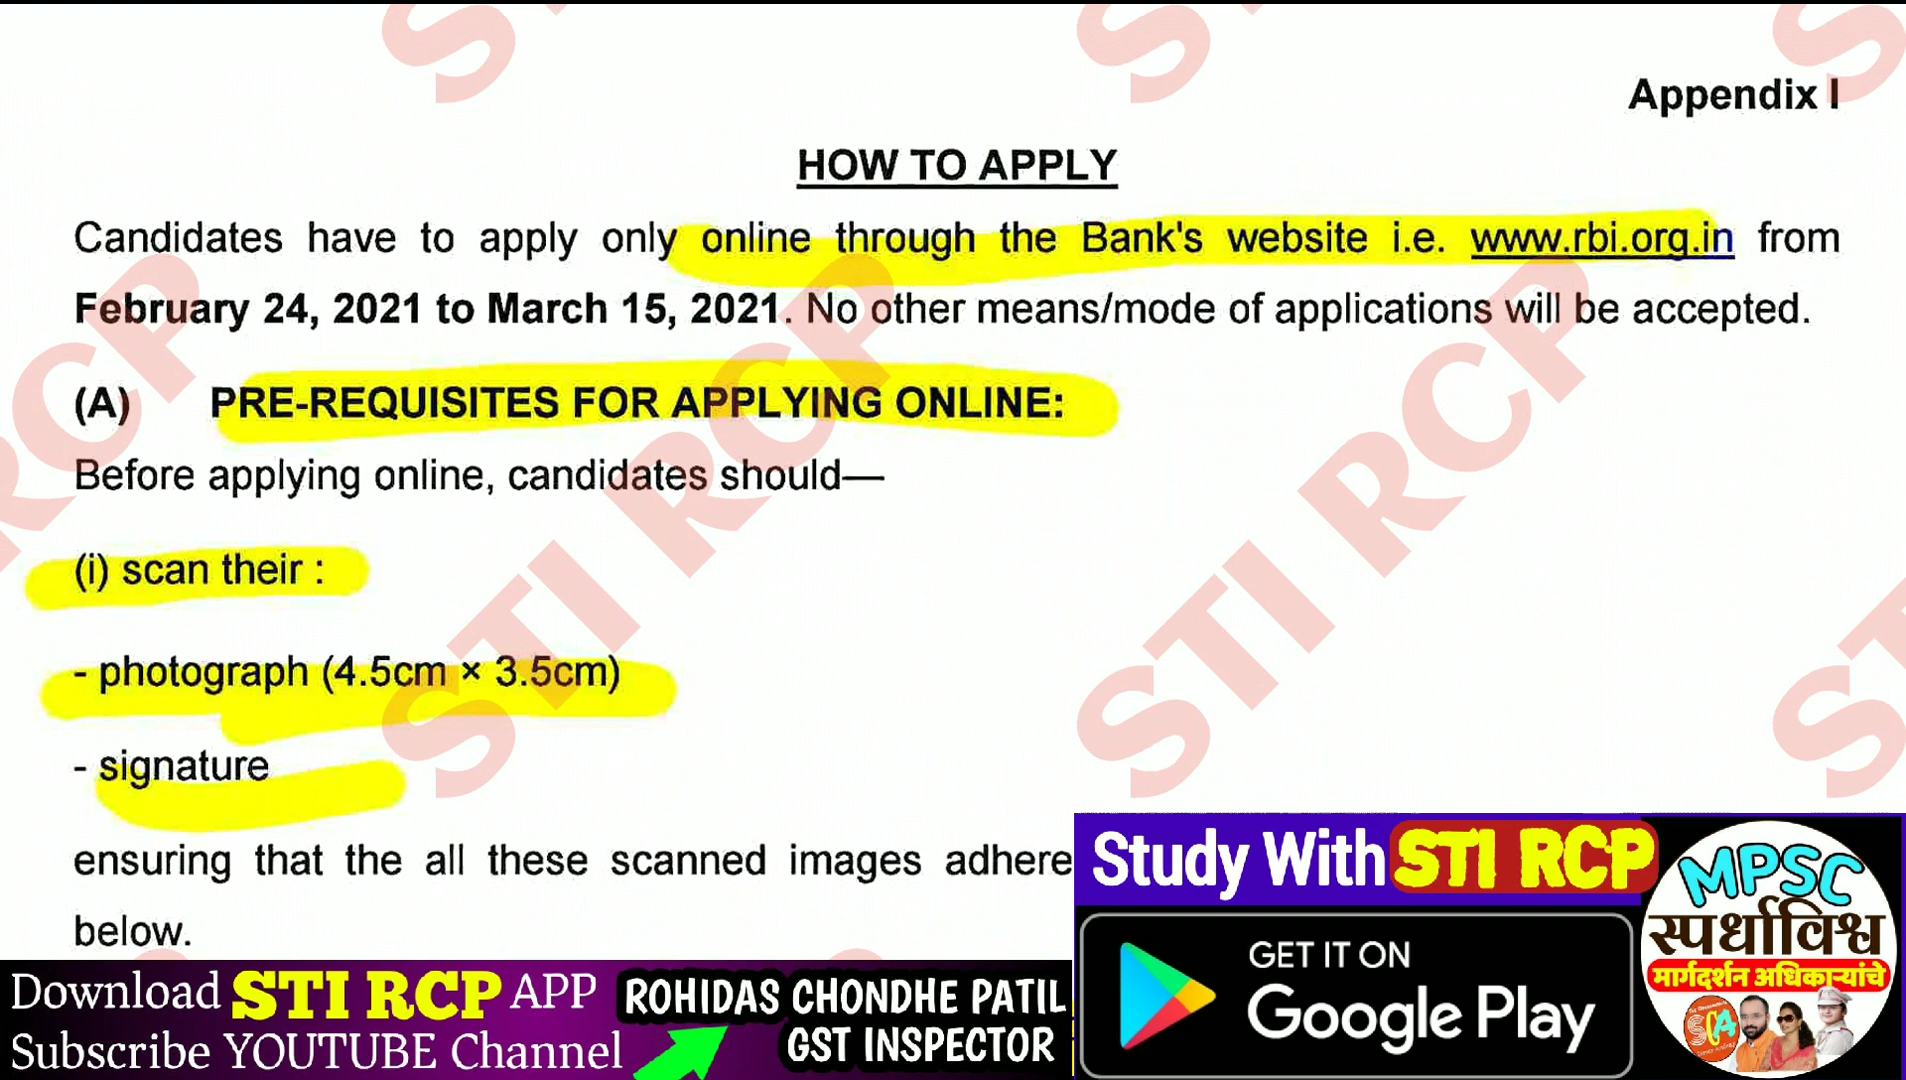 Appendix I
HOW TO APPLY
Candidates have to apply only online through the Bank's website i.e. www.rbi.org.in from
February 24, 2021 to March 15, 2021. No other means/mode of applications will be accepted.
(A) PRE-REQUISITES FOR APPLYING ONLINE:
Before applying online, candidates should—
(i) scan their :
- photograph (4.5cm × 3.5cm)
- signature
ensuring that the all these scanned images adhere
below.
STI RCP
Study With STI RCP
GET IT ON
Google Play
MPSC
स्पर्धाविश्व
मार्गदर्शन अधिकाऱ्यांचे
SCA
Download STI RCP APP
Subscribe YOUTUBE Channel
ROHIDAS CHONDHE PATIL
GST INSPECTOR